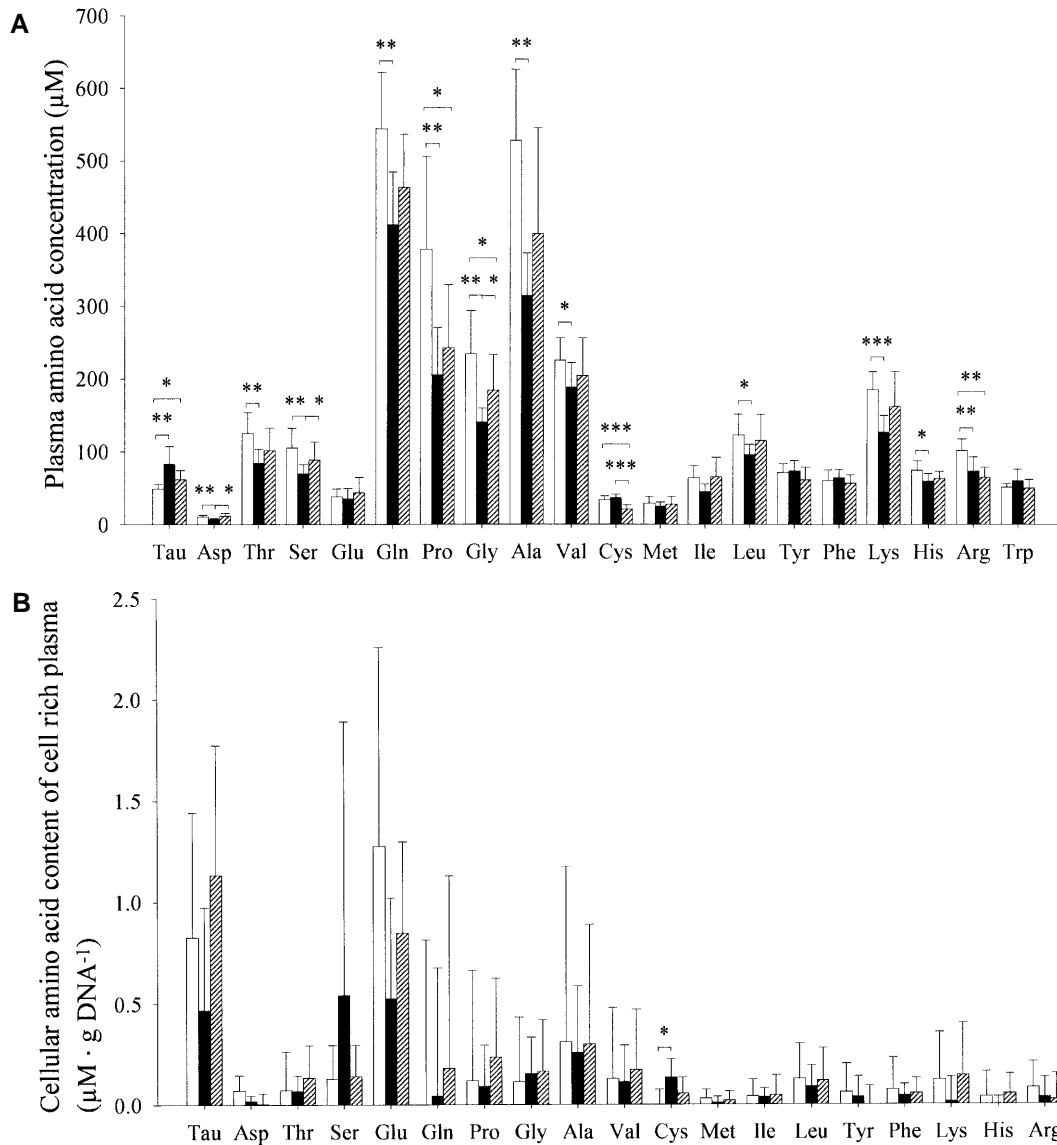 A
Plasma amino acid concentration (µM)
700
600
500
400
300
200
100
0
** ** * ** *
* ** * **
** * ** ** * ** *
* *** *** * *** * ** **
Tau Asp Thr Ser Glu Gln Pro Gly Ala Val Cys Met Ile Leu Tyr Phe Lys His Arg Trp
B
Cellular amino acid content of cell rich plasma
(µM · g DNA-1)
2.5
2.0
1.5
1.0
0.5
0.0
*
Tau Asp Thr Ser Glu Gln Pro Gly Ala Val Cys Met Ile Leu Tyr Phe Lys His Arg